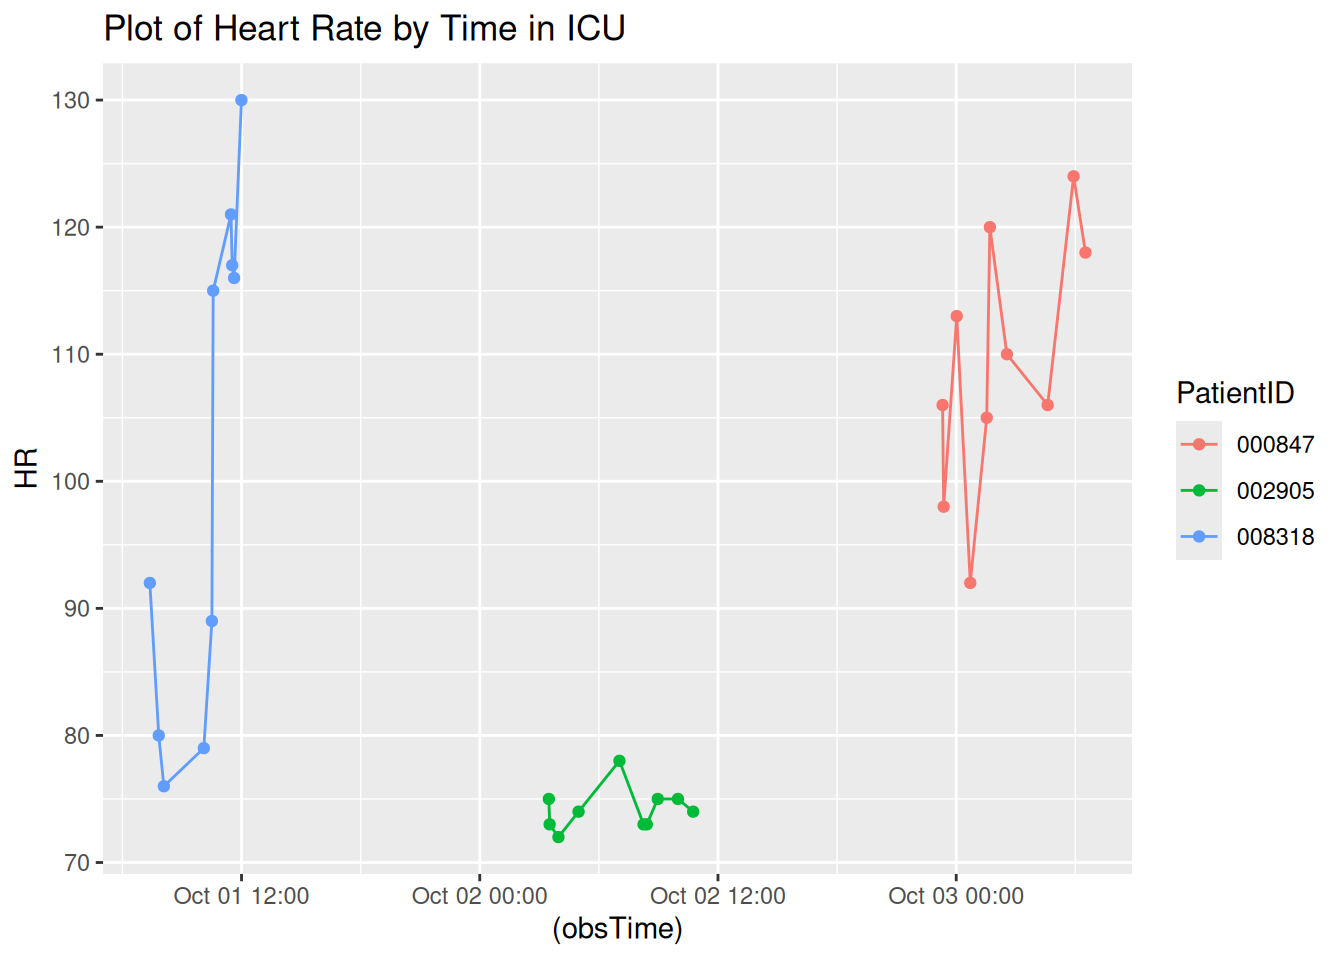 Plot of Heart Rate by Time in ICU
130
120
110
100
90
80
70
HR
Oct 01 12:00
Oct 02 00:00
Oct 02 12:00
Oct 03 00:00
(obsTime)
PatientID
000847
002905
008318